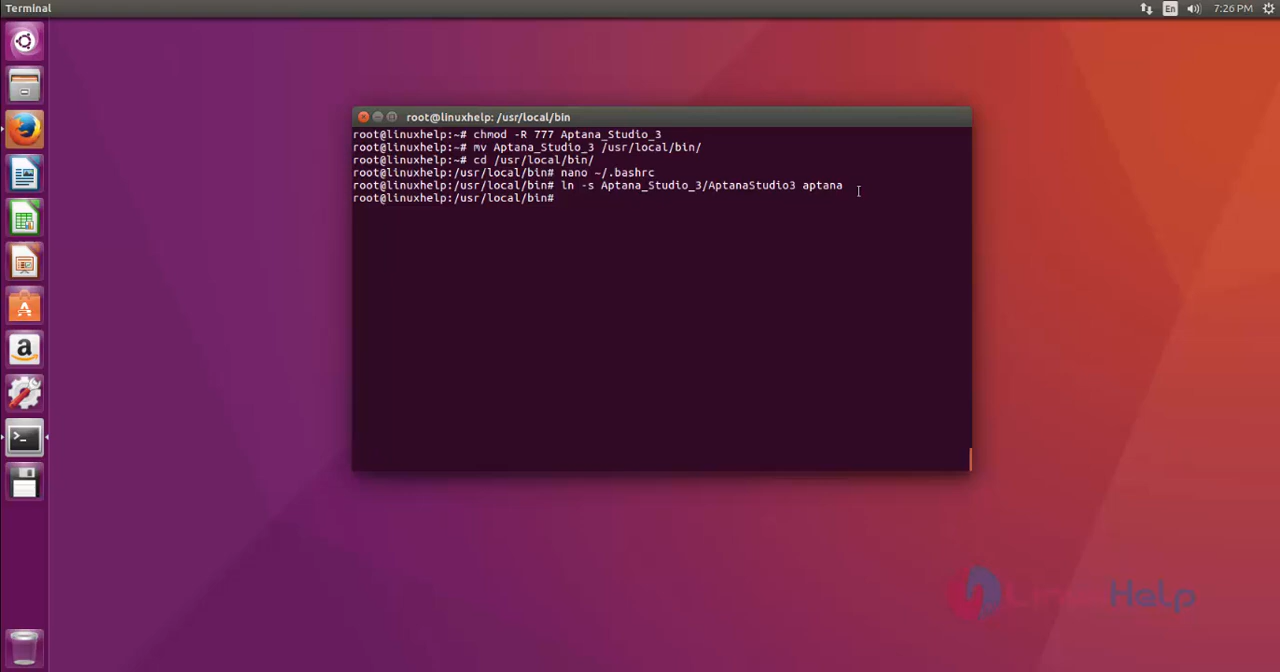 Terminal
En
7:26 PM
root@linuxhelp: /usr/local/bin
root@linuxhelp:~# chmod -R 777 Aptana_Studio_3
root@linuxhelp:~# mv Aptana_Studio_3 /usr/local/bin/
root@linuxhelp:~# cd /usr/local/bin/
root@linuxhelp:/usr/local/bin# nano ~/.bashrc
root@linuxhelp:/usr/local/bin# ln -s Aptana_Studio_3/AptanaStudio3 aptana
root@linuxhelp:/usr/local/bin#
LinuxHelp